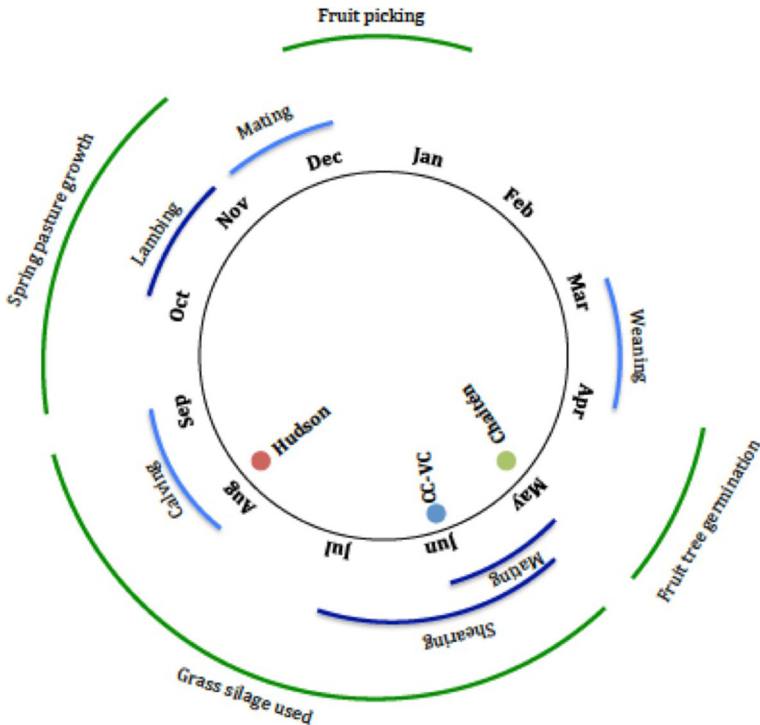 Fruit picking
Mating
Dec
Jan
Spring pasture growth
Lambing
Nov
Feb
Oct
Mar
Weaning
Sep
Apr
Hudson
Chaitén
CC-VC
Calving
Aug
May
Jul
Jun
Mating
Shearing
Fruit tree germination
Grass silage used